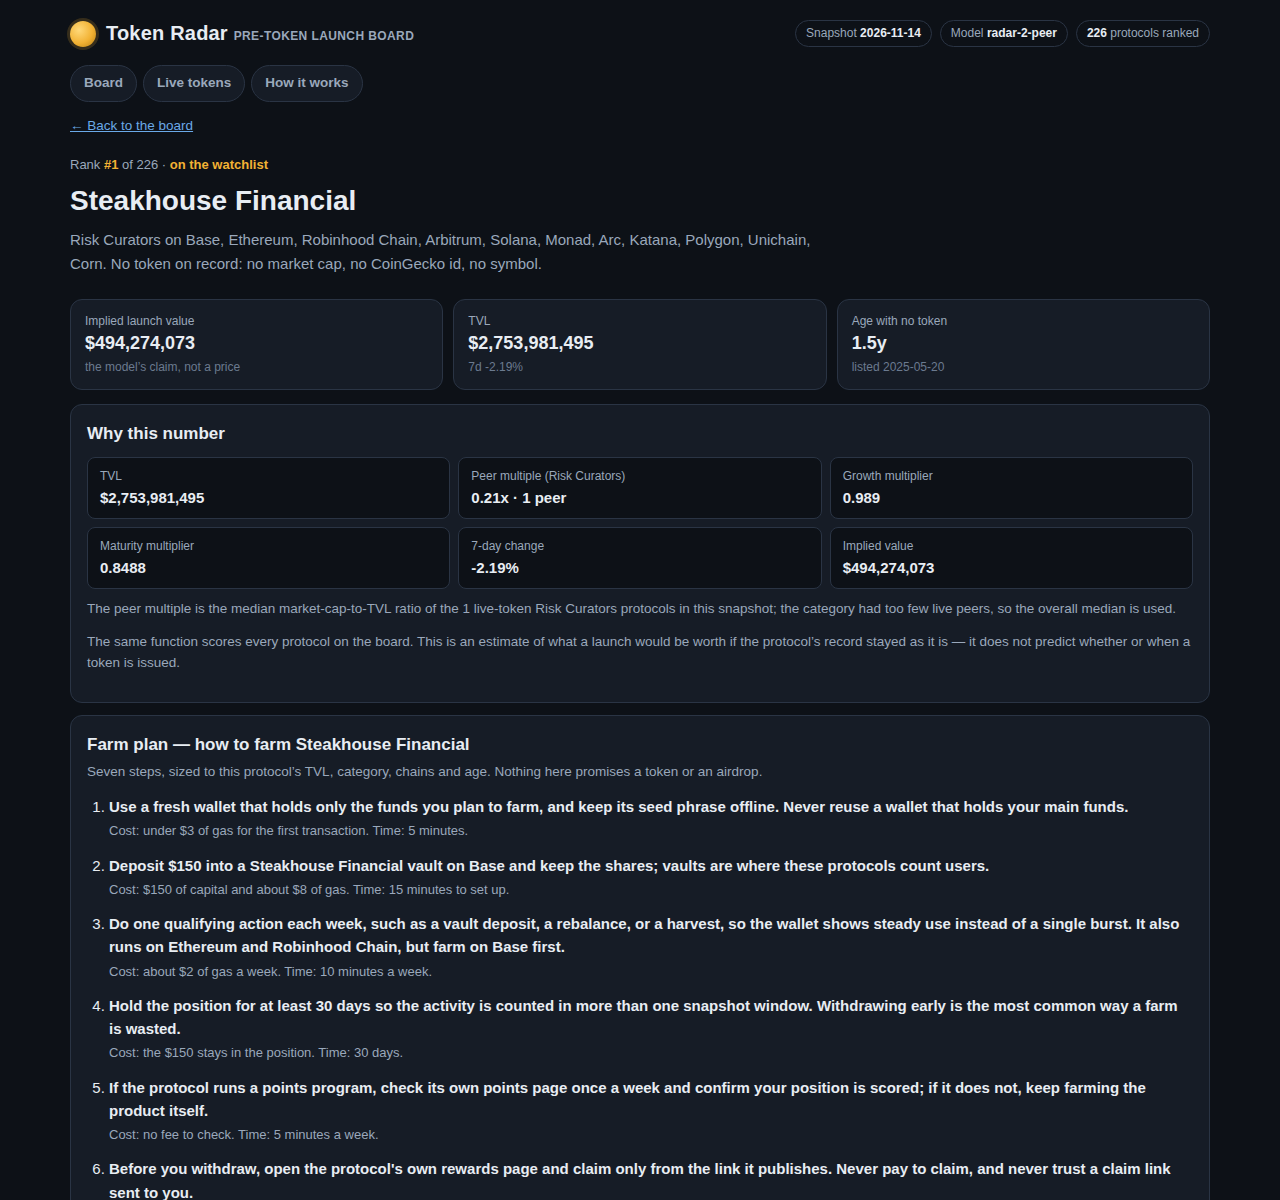 Token Radar PRE-TOKEN LAUNCH BOARD
Snapshot 2026-11-14
Model radar-2-peer
226 protocols ranked
Board
Live tokens
How it works
← Back to the board
Rank #1 of 226 · on the watchlist
Steakhouse Financial
Risk Curators on Base, Ethereum, Robinhood Chain, Arbitrum, Solana, Monad, Arc, Katana, Polygon, Unichain,
Corn. No token on record: no market cap, no CoinGecko id, no symbol.
Implied launch value
$494,274,073
the model's claim, not a price
TVL
$2,753,981,495
7d -2.19%
Age with no token
1.5y
listed 2025-05-20
Why this number
TVL
$2,753,981,495
Peer multiple (Risk Curators)
0.21x · 1 peer
Growth multiplier
0.989
Maturity multiplier
0.8488
7-day change
-2.19%
Implied value
$494,274,073
The peer multiple is the median market-cap-to-TVL ratio of the 1 live-token Risk Curators protocols in this snapshot; the category had too few live peers, so the overall median is used.
The same function scores every protocol on the board. This is an estimate of what a launch would be worth if the protocol's record stayed as it is — it does not predict whether or when a
token is issued.
Farm plan — how to farm Steakhouse Financial
Seven steps, sized to this protocol's TVL, category, chains and age. Nothing here promises a token or an airdrop.
1. Use a fresh wallet that holds only the funds you plan to farm, and keep its seed phrase offline. Never reuse a wallet that holds your main funds.
Cost: under $3 of gas for the first transaction. Time: 5 minutes.
2. Deposit $150 into a Steakhouse Financial vault on Base and keep the shares; vaults are where these protocols count users.
Cost: $150 of capital and about $8 of gas. Time: 15 minutes to set up.
3. Do one qualifying action each week, such as a vault deposit, a rebalance, or a harvest, so the wallet shows steady use instead of a single burst. It also
runs on Ethereum and Robinhood Chain, but farm on Base first.
Cost: about $2 of gas a week. Time: 10 minutes a week.
4. Hold the position for at least 30 days so the activity is counted in more than one snapshot window. Withdrawing early is the most common way a farm
is wasted.
Cost: the $150 stays in the position. Time: 30 days.
5. If the protocol runs a points program, check its own points page once a week and confirm your position is scored; if it does not, keep farming the
product itself.
Cost: no fee to check. Time: 5 minutes a week.
6. Before you withdraw, open the protocol's own rewards page and claim only from the link it publishes. Never pay to claim, and never trust a claim link
sent to you.